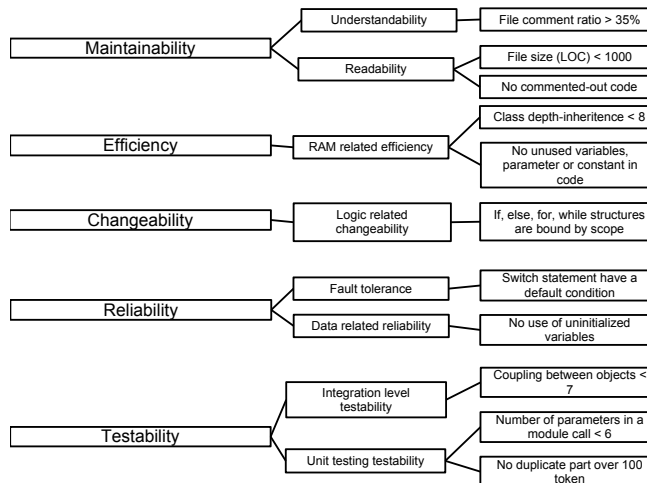 Understandability
File comment ratio > 35%
Maintainability
File size (LOC) < 1000
Readability
No commented-out code
Class depth-inheritence < 8
Efficiency
RAM related efficiency
No unused variables,
parameter or constant in
code
Changeability
Logic related
changeability
If, else, for, while structures
are bound by scope
Fault tolerance
Switch statement have a
default condition
Reliability
Data related reliability
No use of uninitialized
variables
Integration level
testability
Coupling between objects <
7
Testability
Number of parameters in a
module call < 6
Unit testing testability
No duplicate part over 100
token